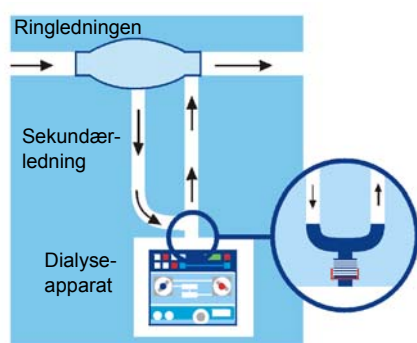 Ringledningen
Sekundær-
ledning
Dialyse-
apparat